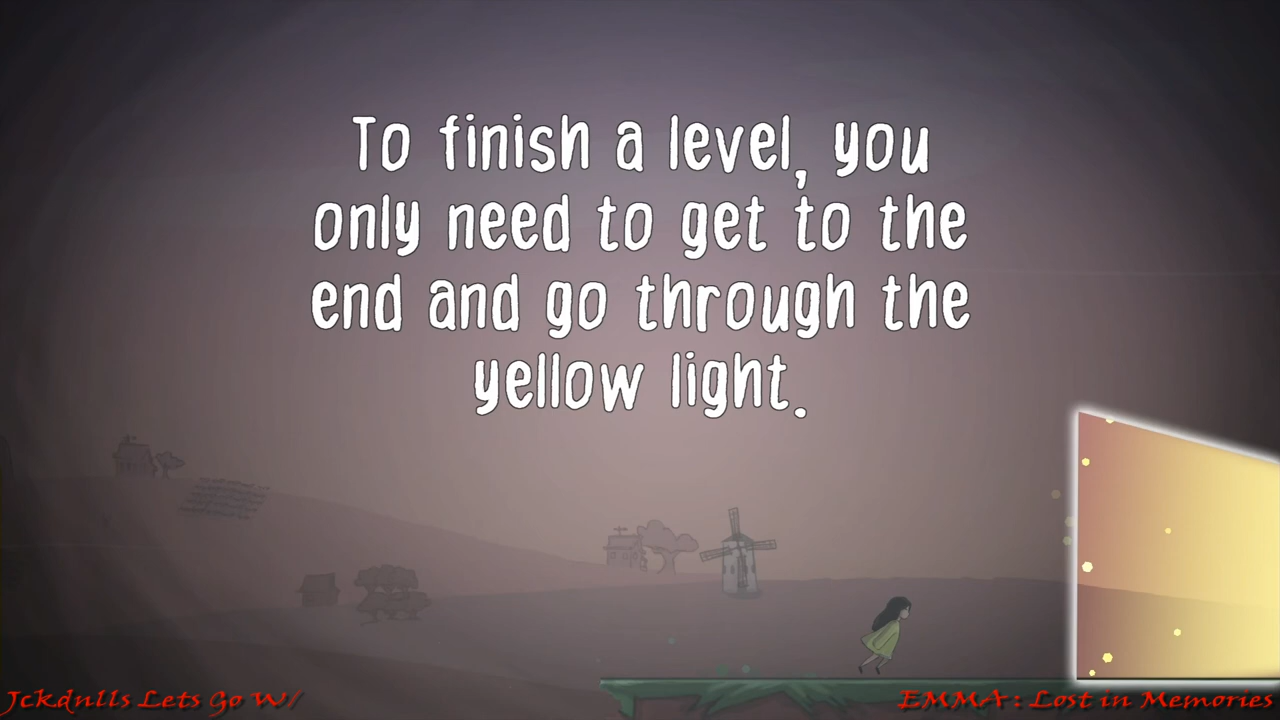 To finish a level, you
only need to get to the
end and go through the
yellow light.
Jckdnlls Lets Go W/
EMMA: Lost in Memories